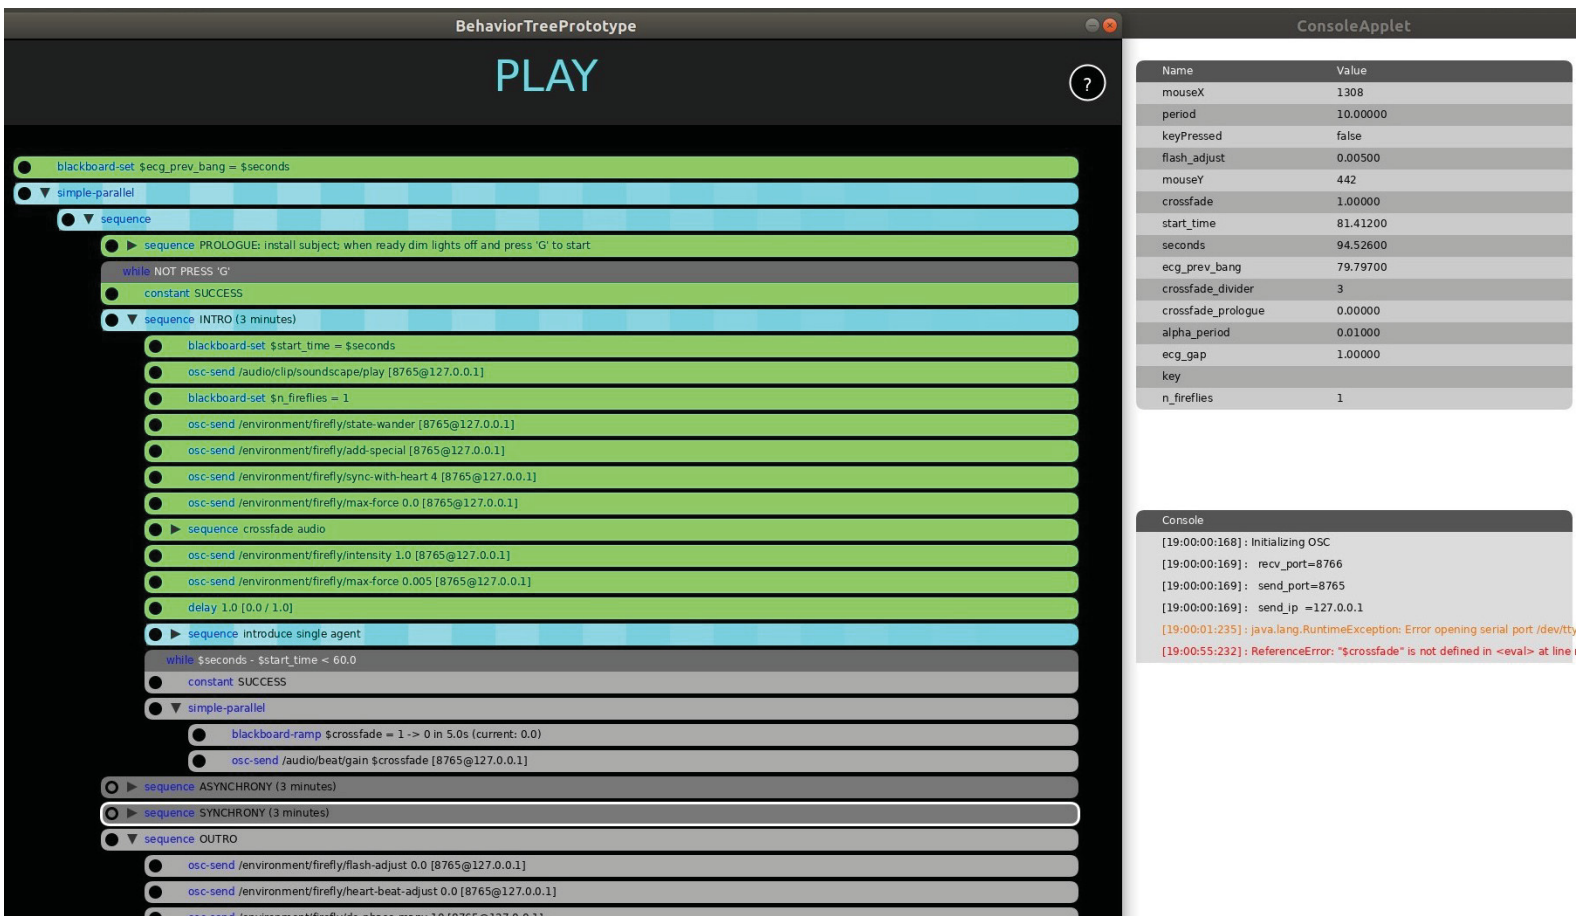 BehaviorTreePrototype
PLAY
?
blackboard-set $ecg_prev_bang = $seconds
simple-parallel
sequence
sequence PROLOGUE: install subject; when ready dim lights off and press 'G' to start
while NOT PRESS 'G'
constant SUCCESS
sequence INTRO (3 minutes)
blackboard-set $start_time = $seconds
osc-send /audio/clip/soundscape/play [8765@127.0.0.1]
blackboard-set $n_fireflies = 1
osc-send /environment/firefly/state-wander [8765@127.0.0.1]
osc-send /environment/firefly/add-special [8765@127.0.0.1]
osc-send /environment/firefly/sync-with-heart 4 [8765@127.0.0.1]
osc-send /environment/firefly/max-force 0.0 [8765@127.0.0.1]
sequence crossfade audio
osc-send /environment/firefly/intensity 1.0 [8765@127.0.0.1]
osc-send /environment/firefly/max-force 0.005 [8765@127.0.0.1]
delay 1.0 [0.0 / 1.0]
sequence introduce single agent
while $seconds - $start_time < 60.0
constant SUCCESS
simple-parallel
blackboard-ramp $crossfade = 1 -> 0 in 5.0s (current: 0.0)
osc-send /audio/beat/gain $crossfade [8765@127.0.0.1]
sequence ASYNCHRONY (3 minutes)
sequence SYNCHRONY (3 minutes)
sequence OUTRO
osc-send /environment/firefly/flash-adjust 0.0 [8765@127.0.0.1]
osc-send /environment/firefly/heart-beat-adjust 0.0 [8765@127.0.0.1]
ConsoleApplet
Name Value
mouseX 1308
period 10.00000
keyPressed false
flash_adjust 0.00500
mouseY 442
crossfade 1.00000
start_time 81.41200
seconds 94.52600
ecg_prev_bang 79.79700
crossfade_divider 3
crossfade_prologue 0.00000
alpha_period 0.01000
ecg_gap 1.00000
key
n_fireflies 1
Console
[19:00:00:168] : Initializing OSC
[19:00:00:169] : recv_port=8766
[19:00:00:169] : send_port=8765
[19:00:00:169] : send_ip =127.0.0.1
[19:00:01:235] : java.lang.RuntimeException: Error opening serial port /dev/tty
[19:00:55:232] : ReferenceError: "$crossfade" is not defined in <eval> at line